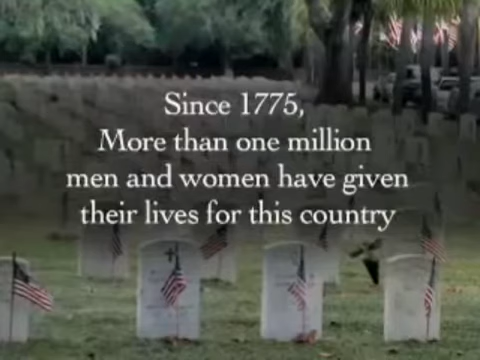 Since 1775,
More than one million
men and women have given
their lives for this country